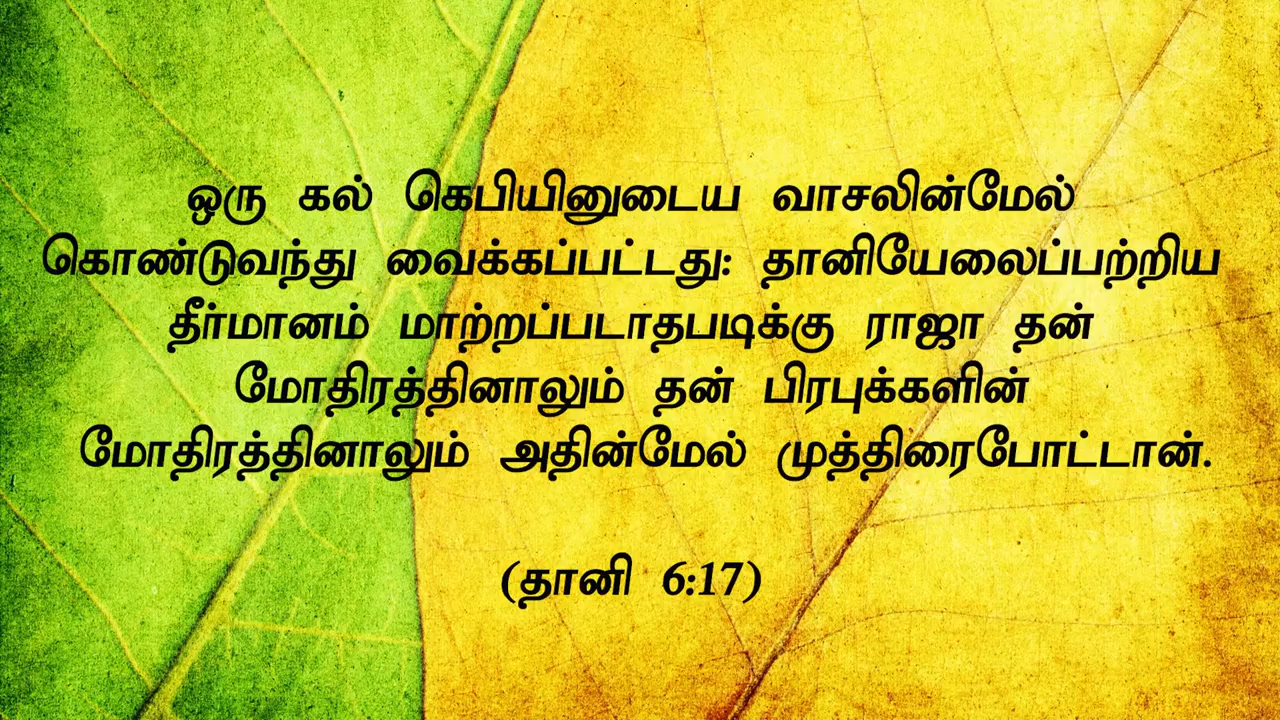 ஒரு கல் கெபியினுடைய வாசலின்மேல்
கொண்டுவந்து வைக்கப்பட்டது: தானியேலைப்பற்றிய
தீர்மானம் மாற்றப்படாதபடிக்கு ராஜா தன்
மோதிரத்தினாலும் தன் பிரபுக்களின்
மோதிரத்தினாலும் அதின்மேல் முத்திரைபோட்டான்.
(தானி 6:17)